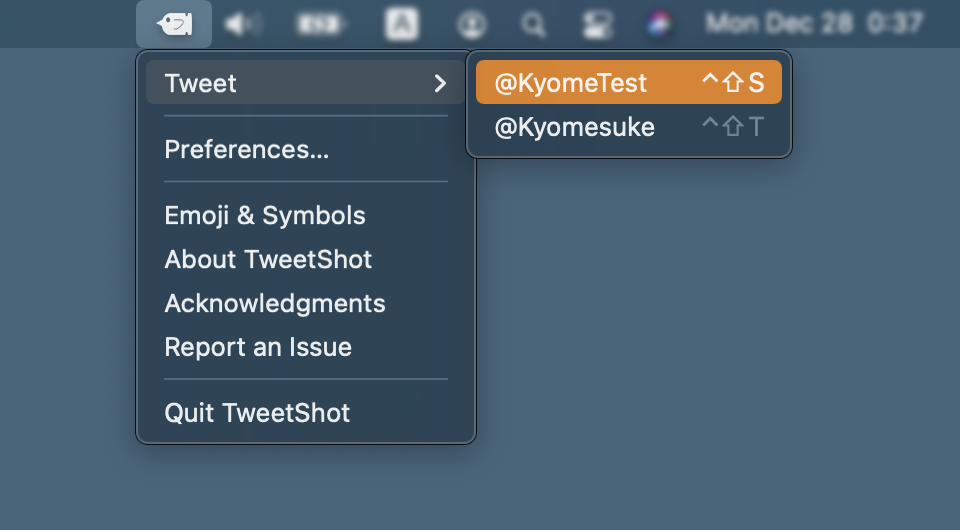 A
Mon Dec 28 0:37
Tweet
@KyomeTest ^⇧S
@Kyomesuke ^⇧T
Preferences...
Emoji & Symbols
About TweetShot
Acknowledgments
Report an Issue
Quit TweetShot